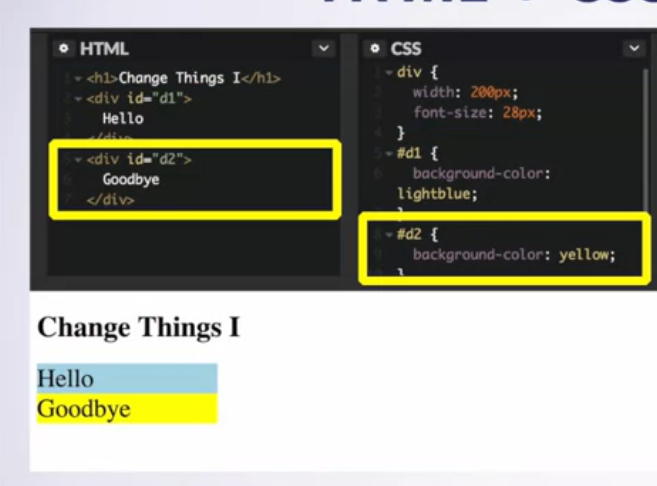 HTML
<h1>Change Things I</h1>
<div id="d1">
Hello
</div>
<div id="d2">
Goodbye
</div>
CSS
div {
width: 200px;
font-size: 28px;
}
#d1 {
background-color:
lightblue;
}
#d2 {
background-color: yellow;
}
Change Things I
Hello
Goodbye